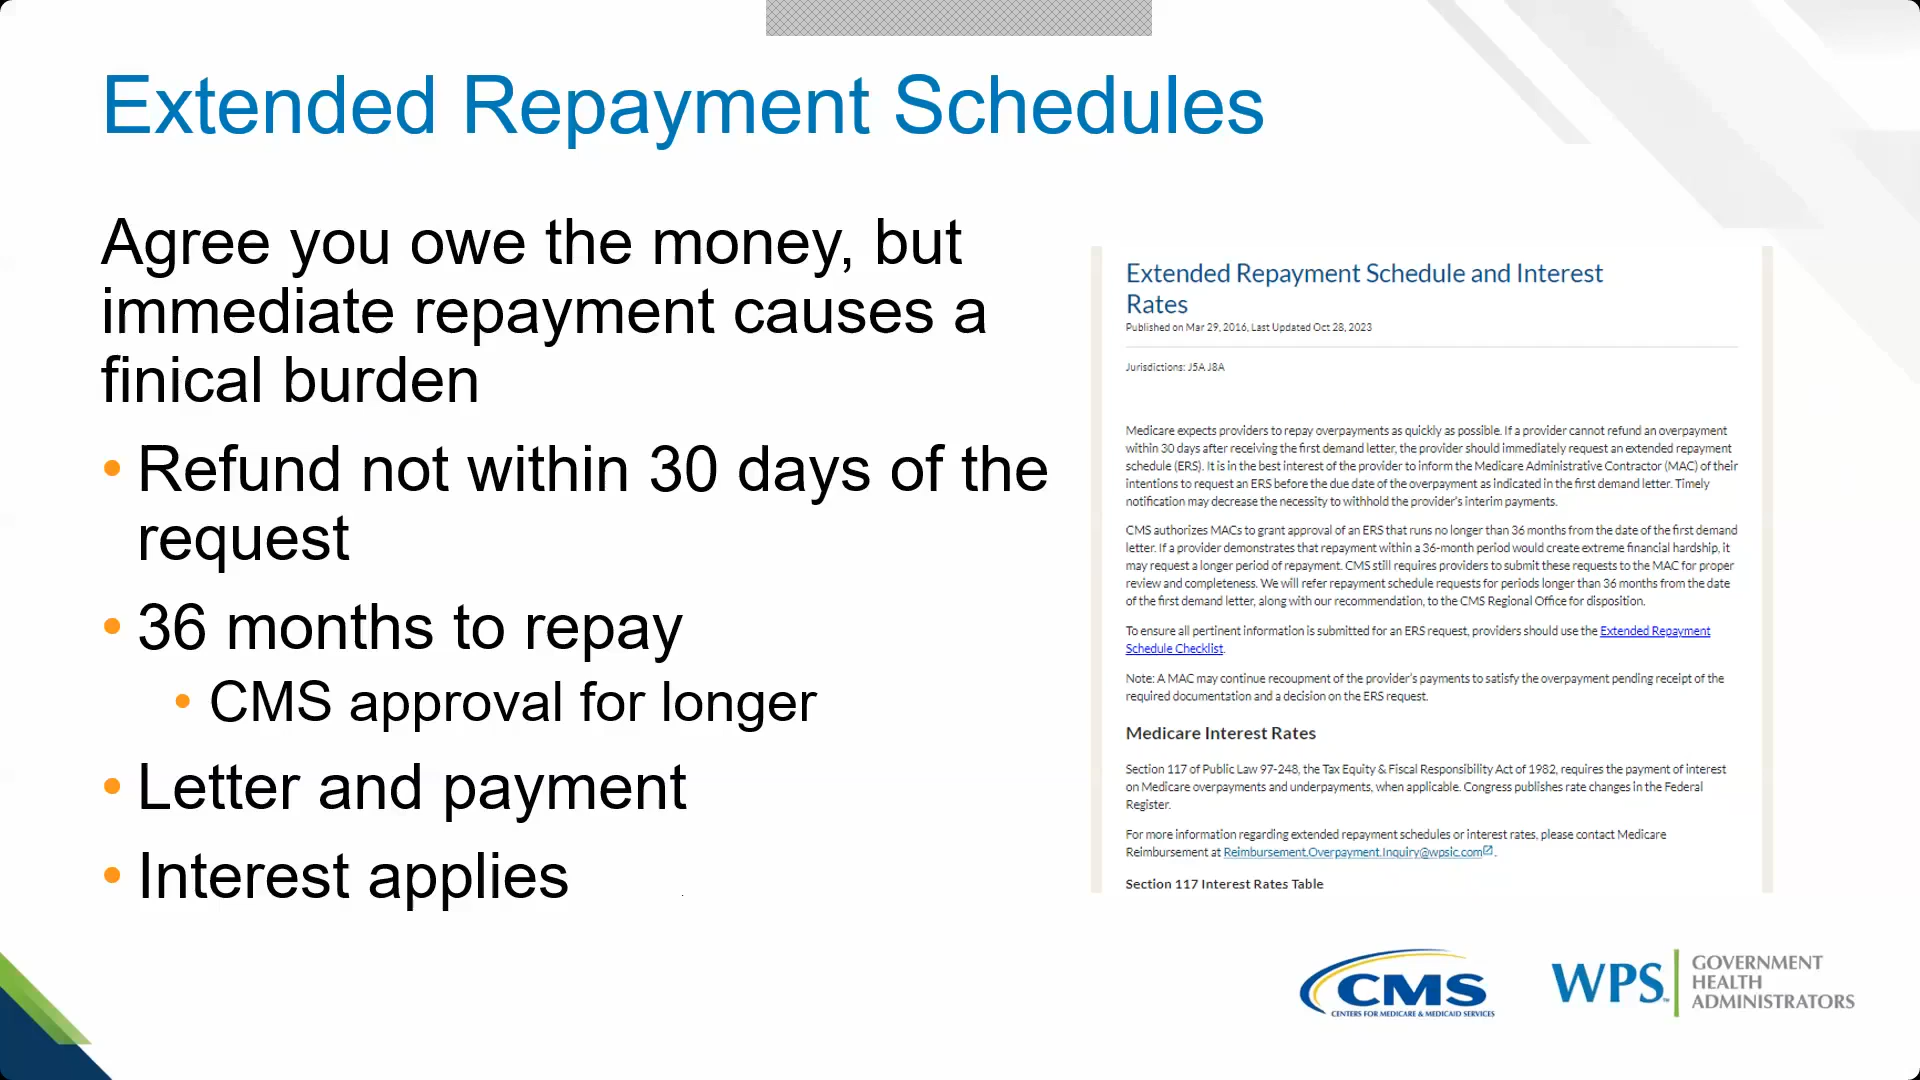 Extended Repayment Schedules
Agree you owe the money, but
immediate repayment causes a
finical burden
• Refund not within 30 days of the
request
• 36 months to repay
• CMS approval for longer
• Letter and payment
• Interest applies
Extended Repayment Schedule and Interest
Rates
Published on Mar 29, 2016, Last Updated Oct 28, 2023
Jurisdictions: J5A J8A
Medicare expects providers to repay overpayments as quickly as possible. If a provider cannot refund an overpayment
within 30 days after receiving the first demand letter, the provider should immediately request an extended repayment
schedule (ERS). It is in the best interest of the provider to inform the Medicare Administrative Contractor (MAC) of their
intentions to request an ERS before the due date of the overpayment as indicated in the first demand letter. Timely
notification may decrease the necessity to withhold the provider's interim payments.
CMS authorizes MACs to grant approval of an ERS that runs no longer than 36 months from the date of the first demand
letter. If a provider demonstrates that repayment within a 36-month period would create extreme financial hardship, it
may request a longer period of repayment. CMS still requires providers to submit these requests to the MAC for proper
review and completeness. We will refer repayment schedule requests for periods longer than 36 months from the date
of the first demand letter, along with our recommendation, to the CMS Regional Office for disposition.
To ensure all pertinent information is submitted for an ERS request, providers should use the Extended Repayment
Schedule Checklist.
Note: A MAC may continue recoupment of the provider's payments to satisfy the overpayment pending receipt of the
required documentation and a decision on the ERS request.
Medicare Interest Rates
Section 117 of Public Law 97-248, the Tax Equity & Fiscal Responsibility Act of 1982, requires the payment of interest
on Medicare overpayments and underpayments, when applicable. Congress publishes rate changes in the Federal
Register.
For more information regarding extended repayment schedules or interest rates, please contact Medicare
Reimbursement at Reimbursement.Overpayment.Inquiry@wpsic.com.
Section 117 Interest Rates Table
CMS
CENTERS FOR MEDICARE & MEDICAID SERVICES
WPS™
GOVERNMENT
HEALTH
ADMINISTRATORS